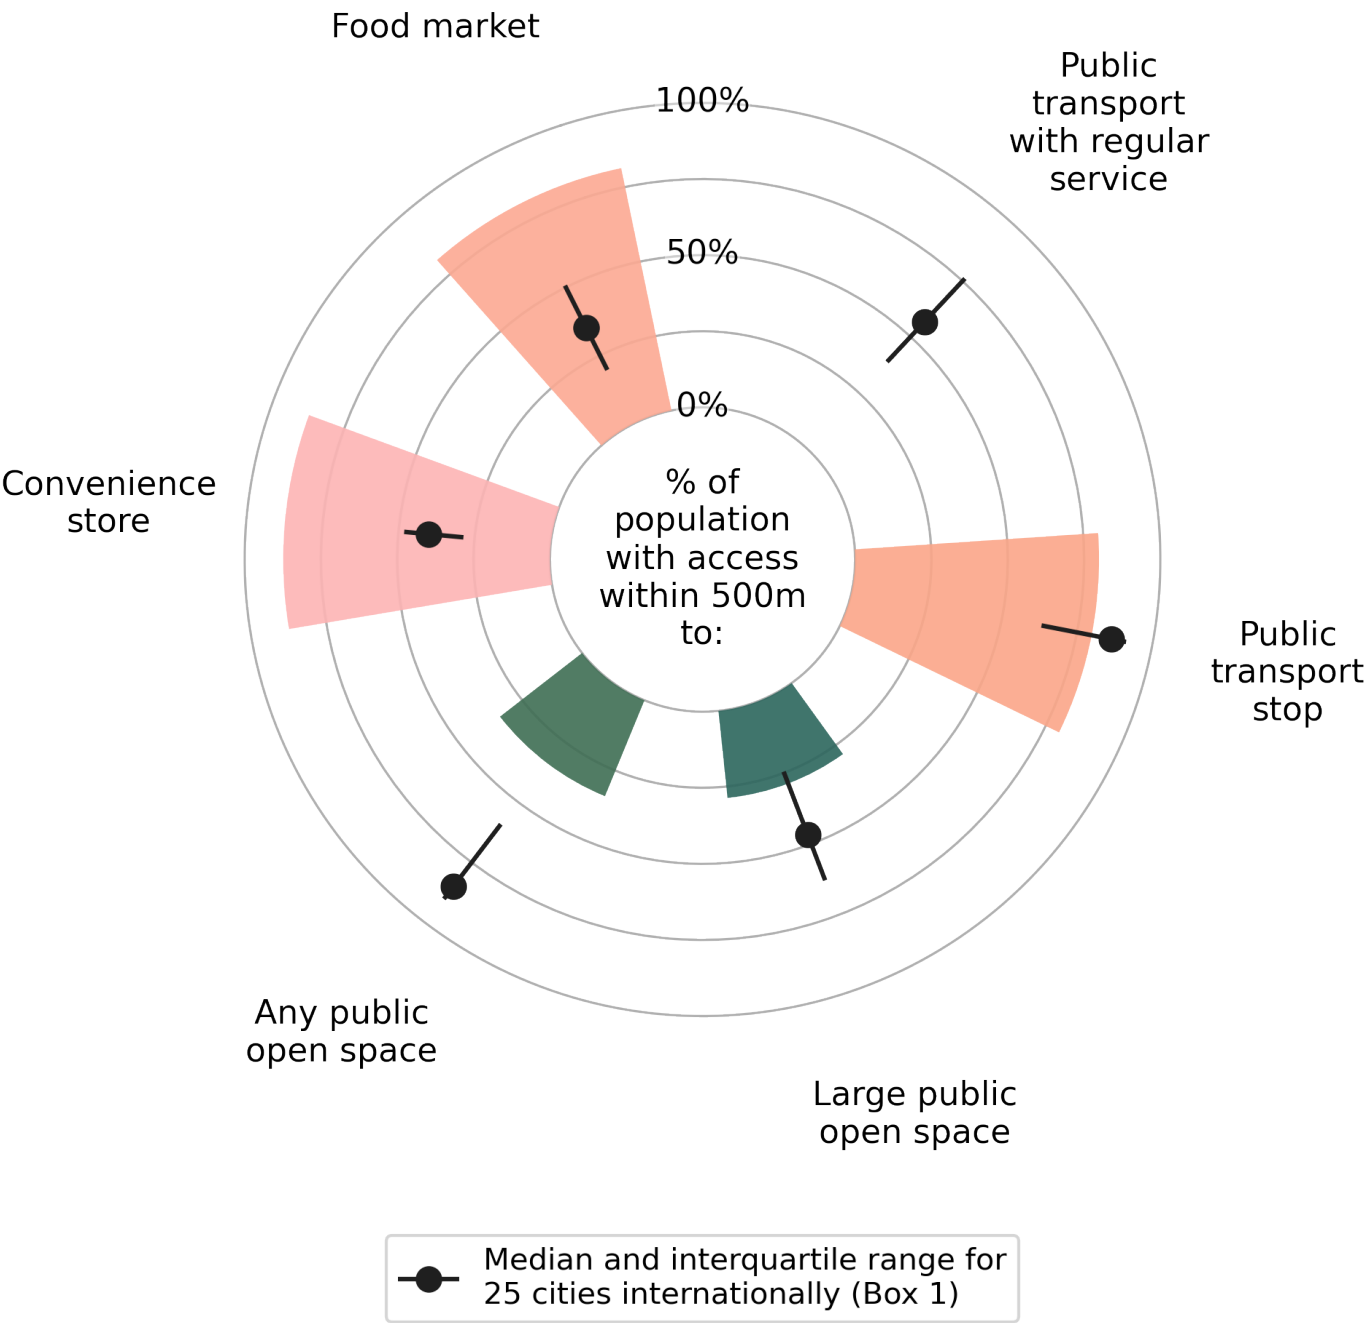 Food market
Public
transport
with regular
service
100%
50%
0%
% of
population
with access
within 500m
to:
Convenience
store
Public
transport
stop
Any public
open space
Large public
open space
Median and interquartile range for
25 cities internationally (Box 1)